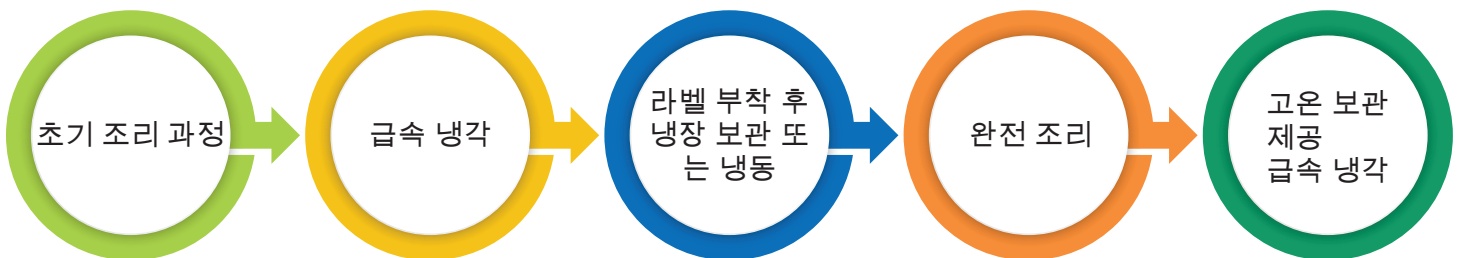 초기 조리 과정
급속 냉각
라벨 부착 후
냉장 보관 또
는 냉동
완전 조리
고온 보관
제공
급속 냉각